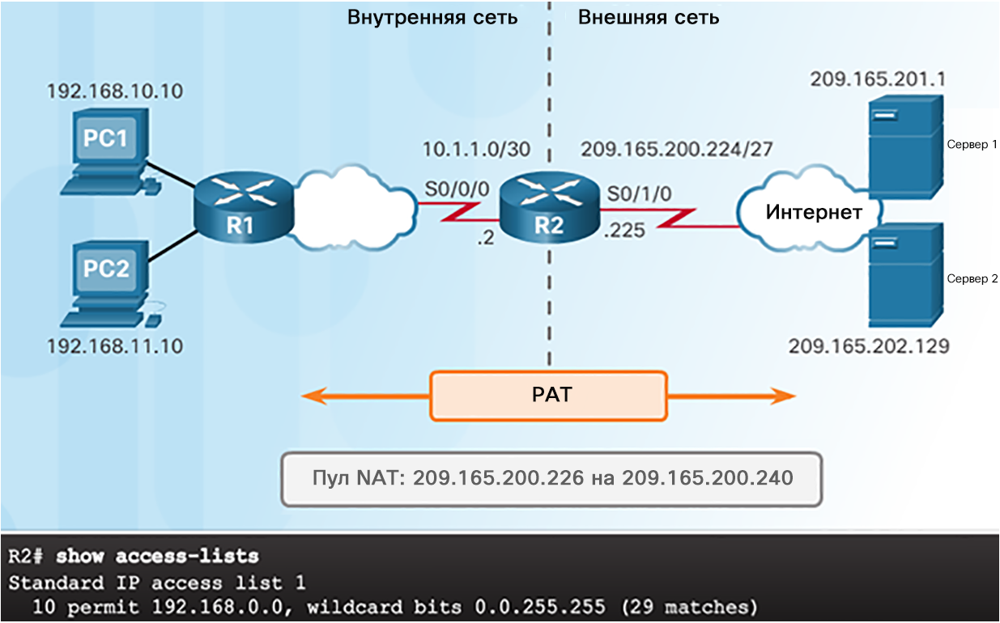 Внутренняя сеть
Внешняя сеть
192.168.10.10
209.165.201.1
PC1
Сервер 1
10.1.1.0/30
209.165.200.224/27
S0/0/0
S0/1/0
R1
R2
Интернет
.2
.225
PC2
Сервер 2
192.168.11.10
209.165.202.129
PAT
Пул NAT: 209.165.200.226 на 209.165.200.240
R2# show access-lists
Standard IP access list 1
10 permit 192.168.0.0, wildcard bits 0.0.255.255 (29 matches)